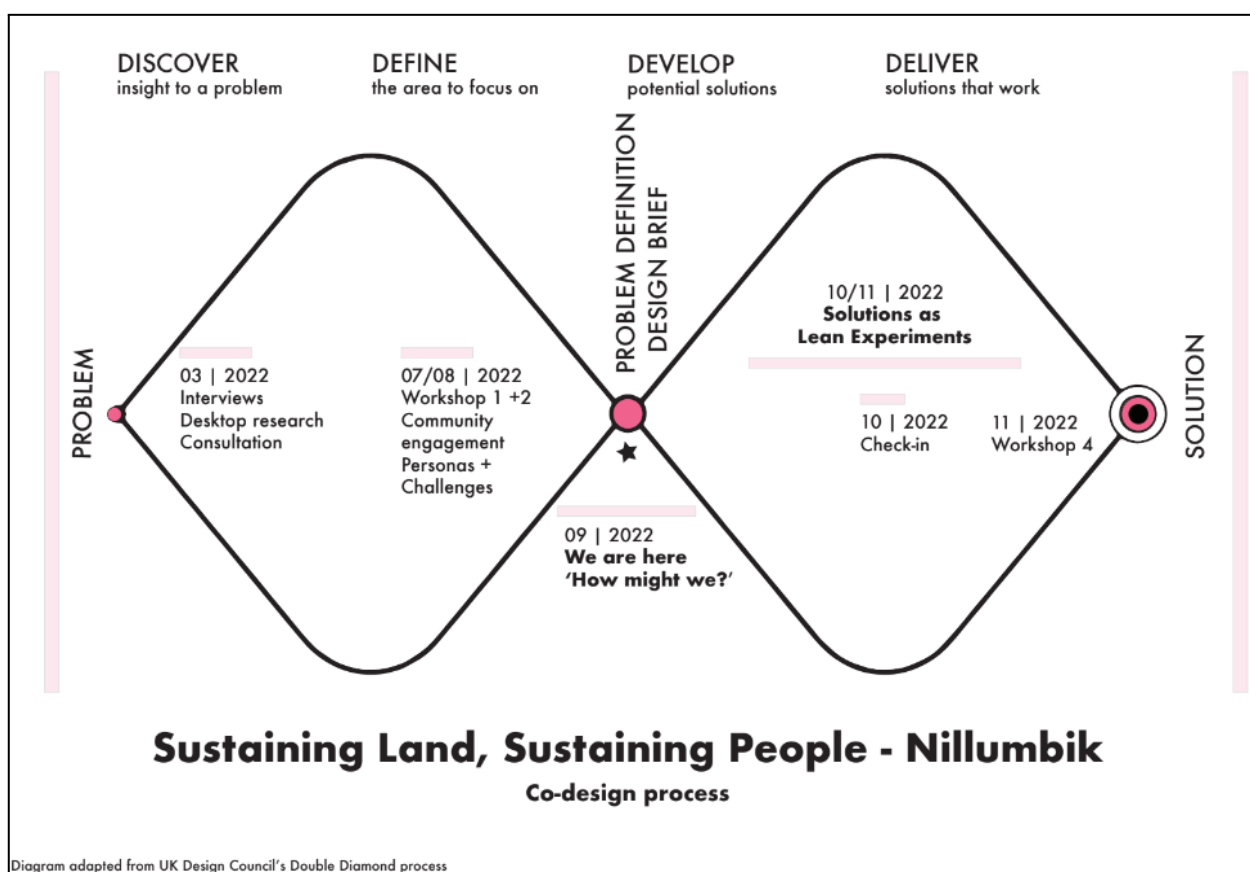 DISCOVER
insight to a problem
DEFINE
the area to focus on
DEVELOP
potential solutions
DELIVER
solutions that work
PROBLEM
03 | 2022
Interviews
Desktop research
Consultation
07/08 | 2022
Workshop 1 +2
Community
engagement
Personas +
Challenges
PROBLEM DEFINITION
DESIGN BRIEF
09 | 2022
We are here
‘How might we?’
10/11 | 2022
Solutions as
Lean Experiments
10 | 2022
Check-in
11 | 2022
Workshop 4
SOLUTION
Sustaining Land, Sustaining People - Nillumbik
Co-design process
Diagram adapted from UK Design Council’s Double Diamond process